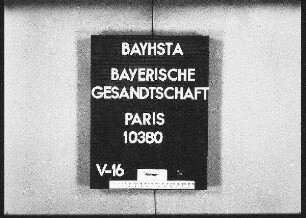 BAYHSTA
BAYERISCHE
GESANDTSCHAFT
PARIS
10380
V-16